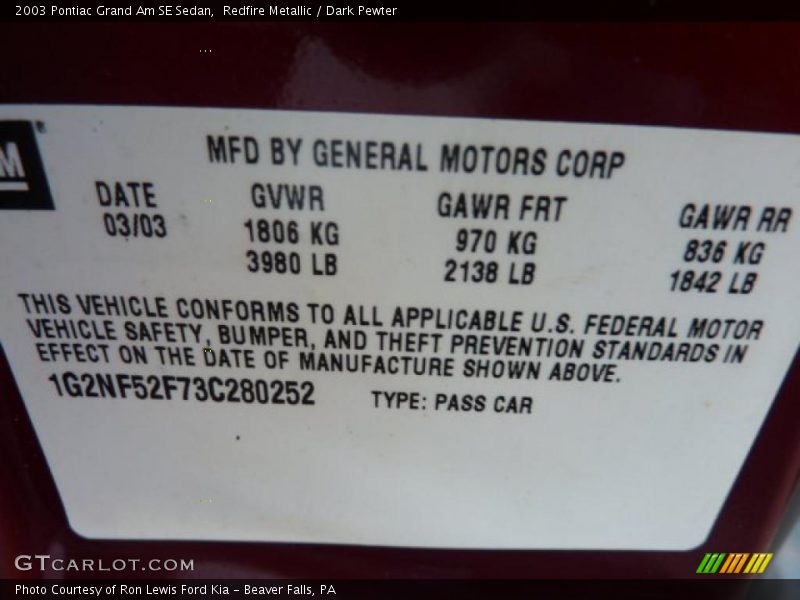 2003 Pontiac Grand Am SE Sedan,  Redfire Metallic / Dark Pewter
MFD BY GENERAL MOTORS CORP
DATE GVWR GAWR FRT GAWR RR
03/03 1806 KG 970 KG 836 KG
3980 LB 2138 LB 1842 LB
THIS VEHICLE CONFORMS TO ALL APPLICABLE U.S. FEDERAL MOTOR
VEHICLE SAFETY, BUMPER, AND THEFT PREVENTION STANDARDS IN
EFFECT ON THE DATE OF MANUFACTURE SHOWN ABOVE.
1G2NF52F73C280252 TYPE: PASS CAR
GTCARLOT.COM
Photo Courtesy of Ron Lewis Ford Kia - Beaver Falls, PA